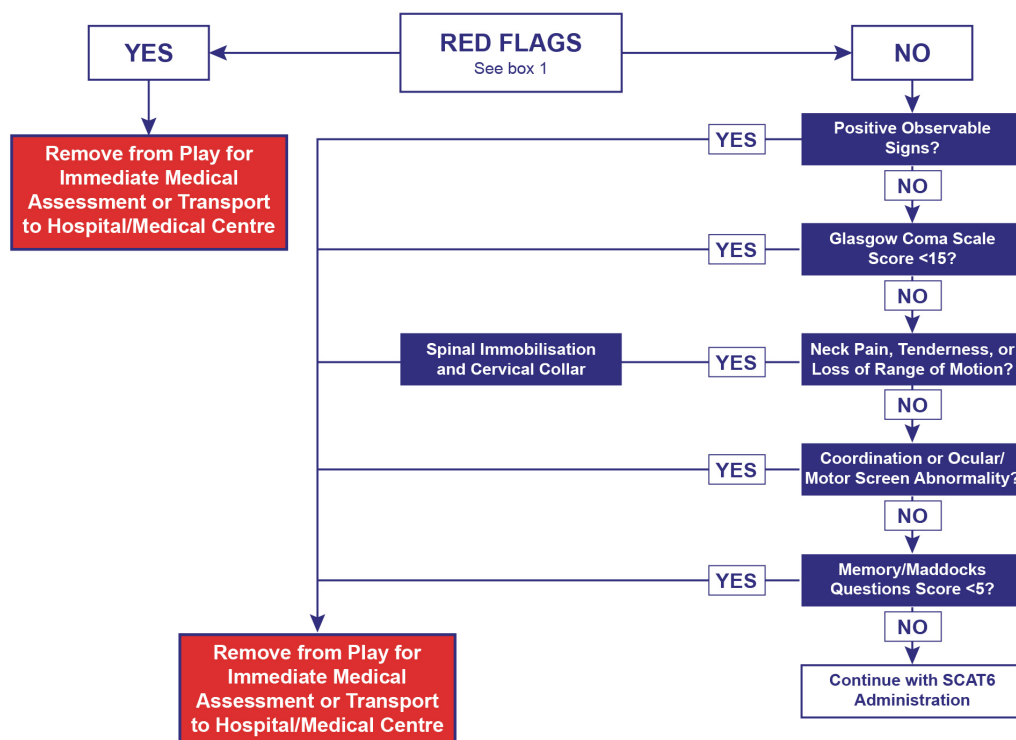 RED FLAGS
See box 1
YES
NO
Remove from Play for
Immediate Medical
Assessment or Transport
to Hospital/Medical Centre
Positive Observable
Signs?
YES
NO
Glasgow Coma Scale
Score <15?
YES
NO
Neck Pain, Tenderness, or
Loss of Range of Motion?
YES
Spinal Immobilisation
and Cervical Collar
NO
Coordination or Ocular/
Motor Screen Abnormality?
YES
NO
Memory/Maddocks
Questions Score <5?
YES
NO
Remove from Play for
Immediate Medical
Assessment or Transport
to Hospital/Medical Centre
Continue with SCAT6
Administration